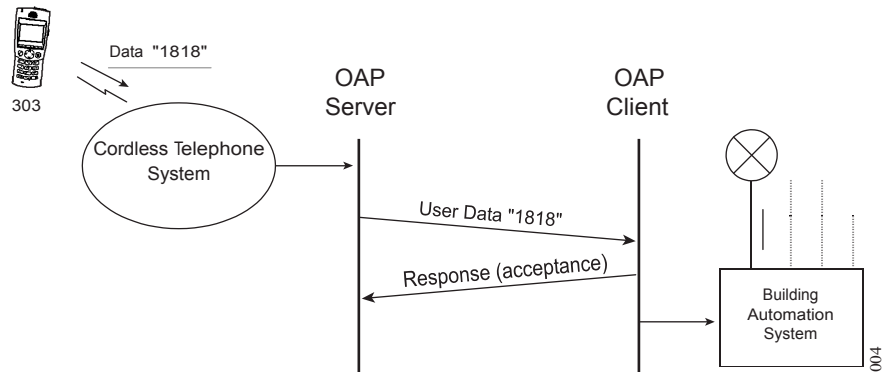 Data "1818"
303
OAP
Server
OAP
Client
Cordless Telephone
System
User Data "1818"
Response (acceptance)
Building
Automation
System
004